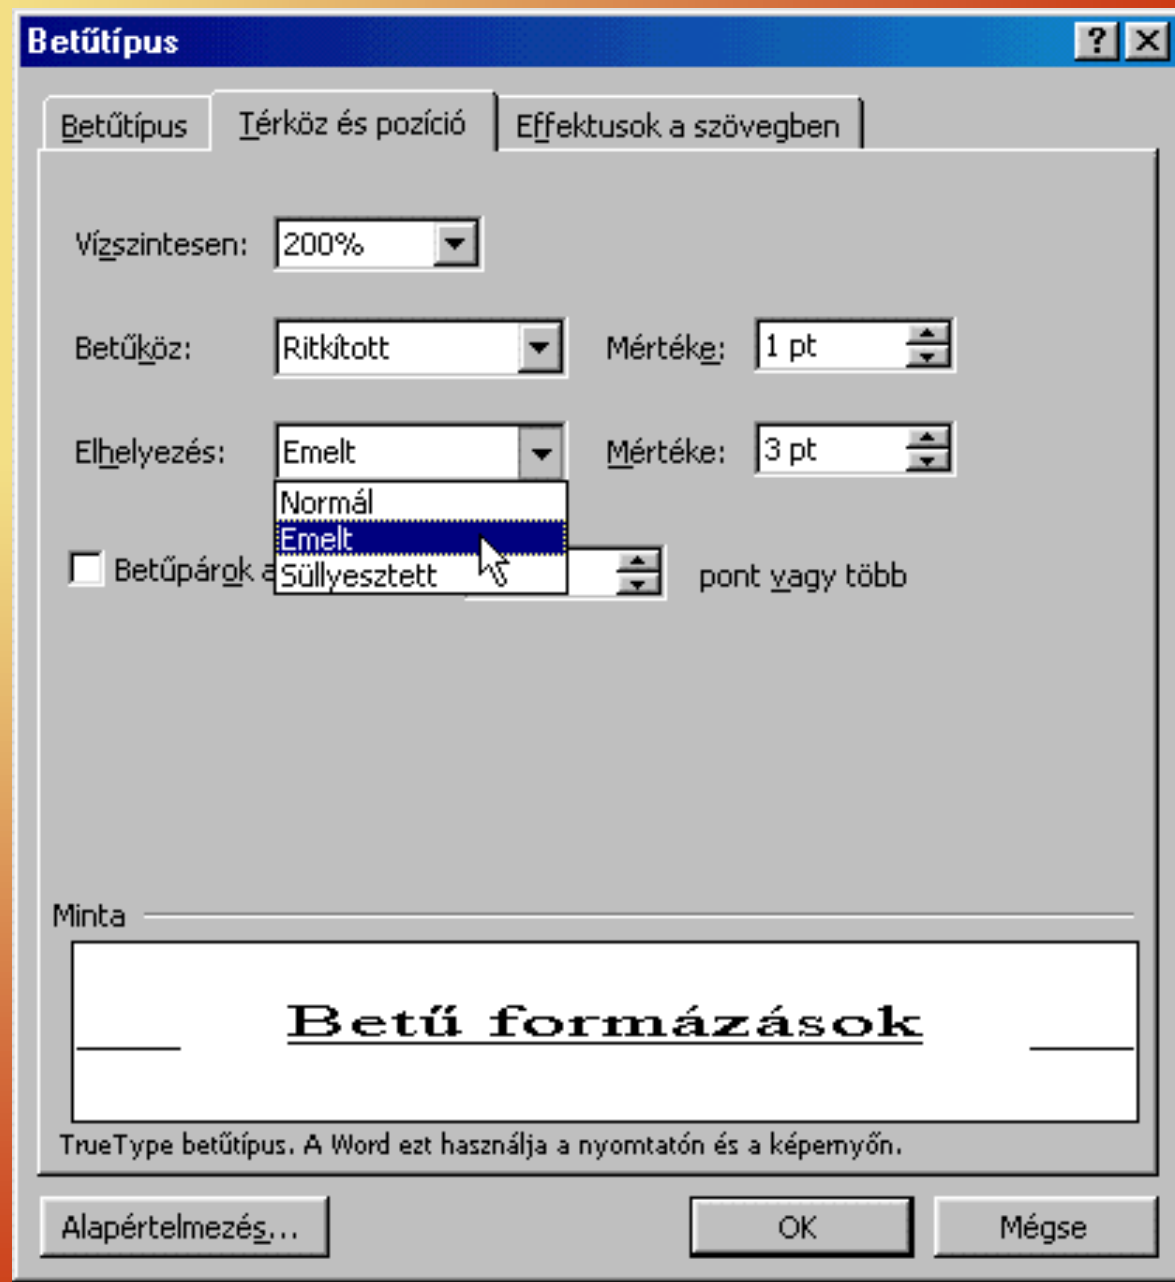 Betűtípus
Betűtípus Térköz és pozíció Effektusok a szövegben
Vízszintesen: 200%
Betűköz: Ritkított Mértéke: 1 pt
Elhelyezés: Emelt Mértéke: 3 pt
Normál
Emelt
Süllyesztett
Betűpárok a pont vagy több
Minta
Betű formázások
TrueType betűtípus. A Word ezt használja a nyomtatón és a képernyőn.
Alapértelmezés... OK Mégse